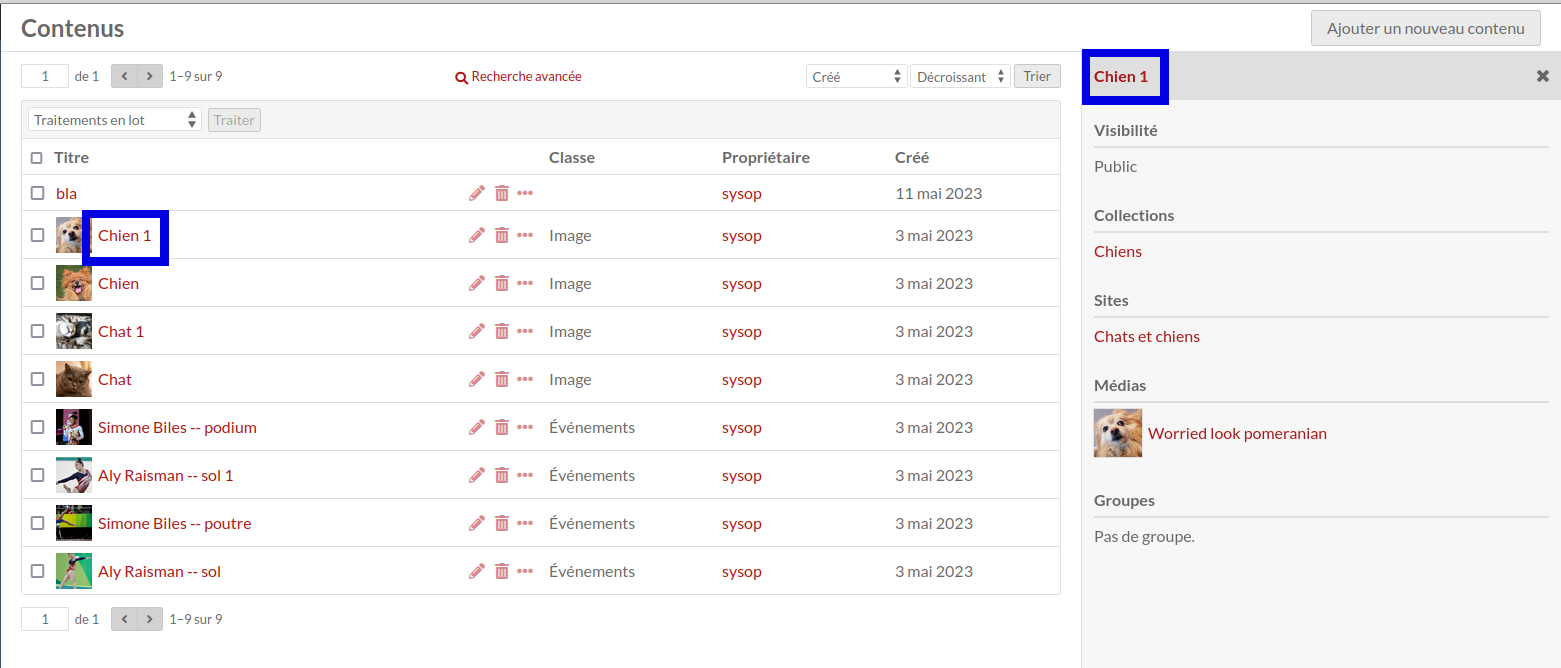 Contenus
Ajouter un nouveau contenu
1 de 1 1–9 sur 9
Recherche avancée
Créé Décroissant Trier
Traitements en lot Traiter
Titre Classe Propriétaire Créé
bla sysop 11 mai 2023
Chien 1 Image sysop 3 mai 2023
Chien Image sysop 3 mai 2023
Chat 1 Image sysop 3 mai 2023
Chat Image sysop 3 mai 2023
Simone Biles -- podium Événements sysop 3 mai 2023
Aly Raisman -- sol 1 Événements sysop 3 mai 2023
Simone Biles -- poutre Événements sysop 3 mai 2023
Aly Raisman -- sol Événements sysop 3 mai 2023
1 de 1 1–9 sur 9
Chien 1
Visibilité
Public
Collections
Chiens
Sites
Chats et chiens
Médias
Worried look pomeranian
Groupes
Pas de groupe.